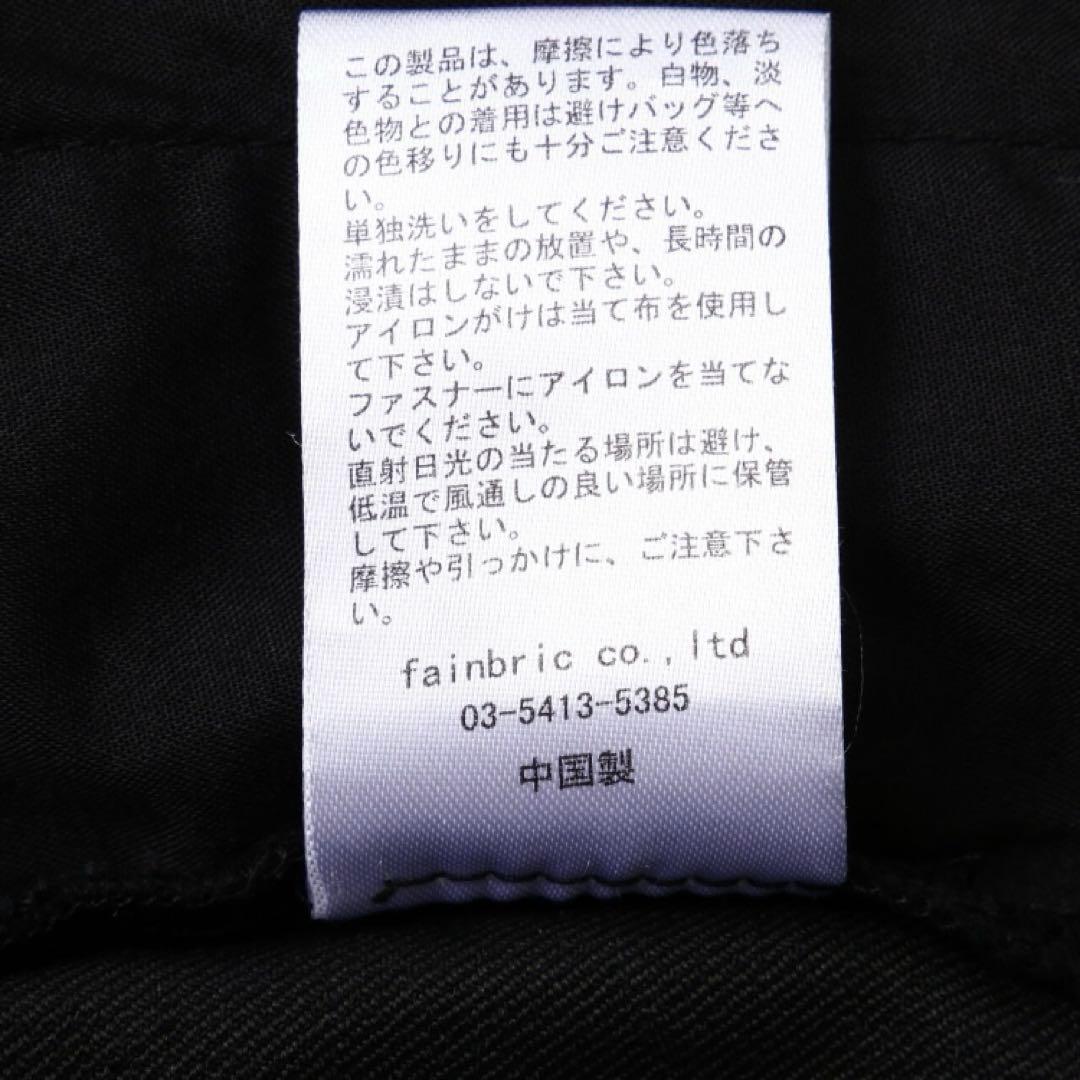 この製品は、摩擦により色落ち
することがあります。白物、淡
色物との着用は避けバッグ等へ
の色移りにも十分ご注意くださ
い。
単独洗いをしてください。
濡れたままの放置や、長時間の
浸漬はしないで下さい。
アイロンがけは当て布を使用し
て下さい。
ファスナーにアイロンを当てな
いでください。
直射日光の当たる場所は避け、
低温で風通しの良い場所に保管
して下さい。
摩擦や引っかけに、ご注意下さ
い。
fainbric co.,ltd
03-5413-5385
中国製